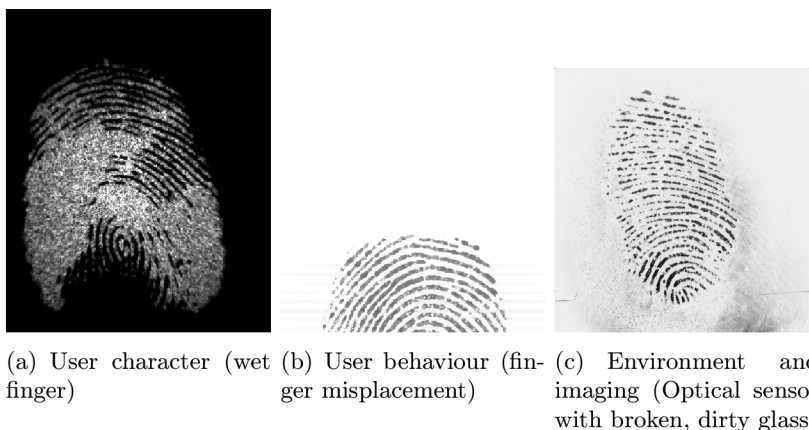 (a) User character (wet
finger)
(b) User behaviour (fin-
ger misplacement)
(c) Environment and
imaging (Optical senso
with broken, dirty glass